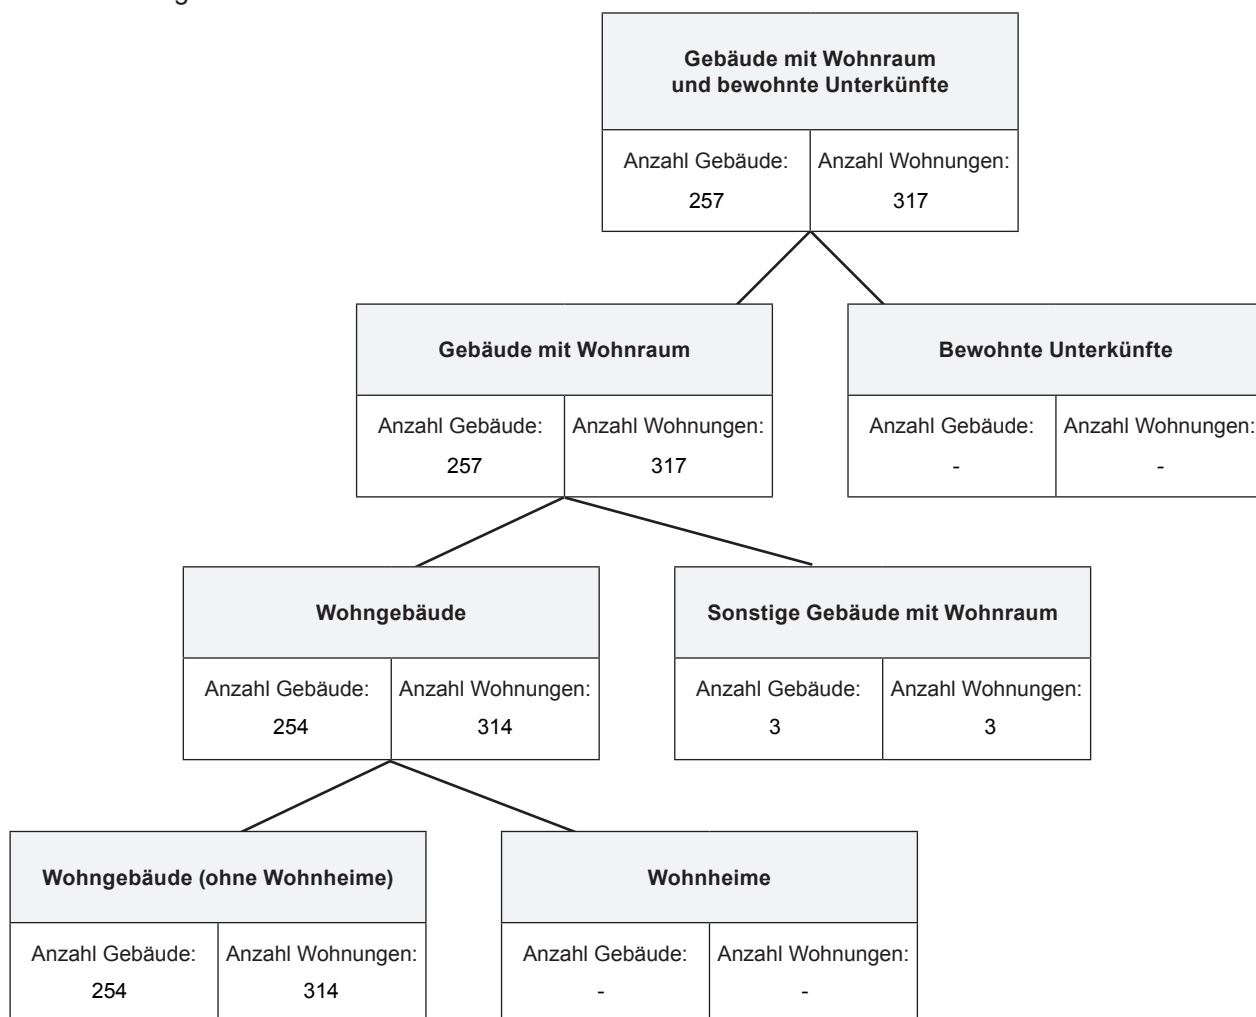 Gebäude mit Wohnraum
und bewohnte Unterkünfte
Anzahl Gebäude: Anzahl Wohnungen:
257 317
Gebäude mit Wohnraum
Bewohnte Unterkünfte
Anzahl Gebäude: Anzahl Wohnungen:
257 317
Anzahl Gebäude: Anzahl Wohnungen:
- -
Wohngebäude
Sonstige Gebäude mit Wohnraum
Anzahl Gebäude: Anzahl Wohnungen:
254 314
Anzahl Gebäude: Anzahl Wohnungen:
3 3
Wohngebäude (ohne Wohnheime)
Wohnheime
Anzahl Gebäude: Anzahl Wohnungen:
254 314
Anzahl Gebäude: Anzahl Wohnungen:
- -